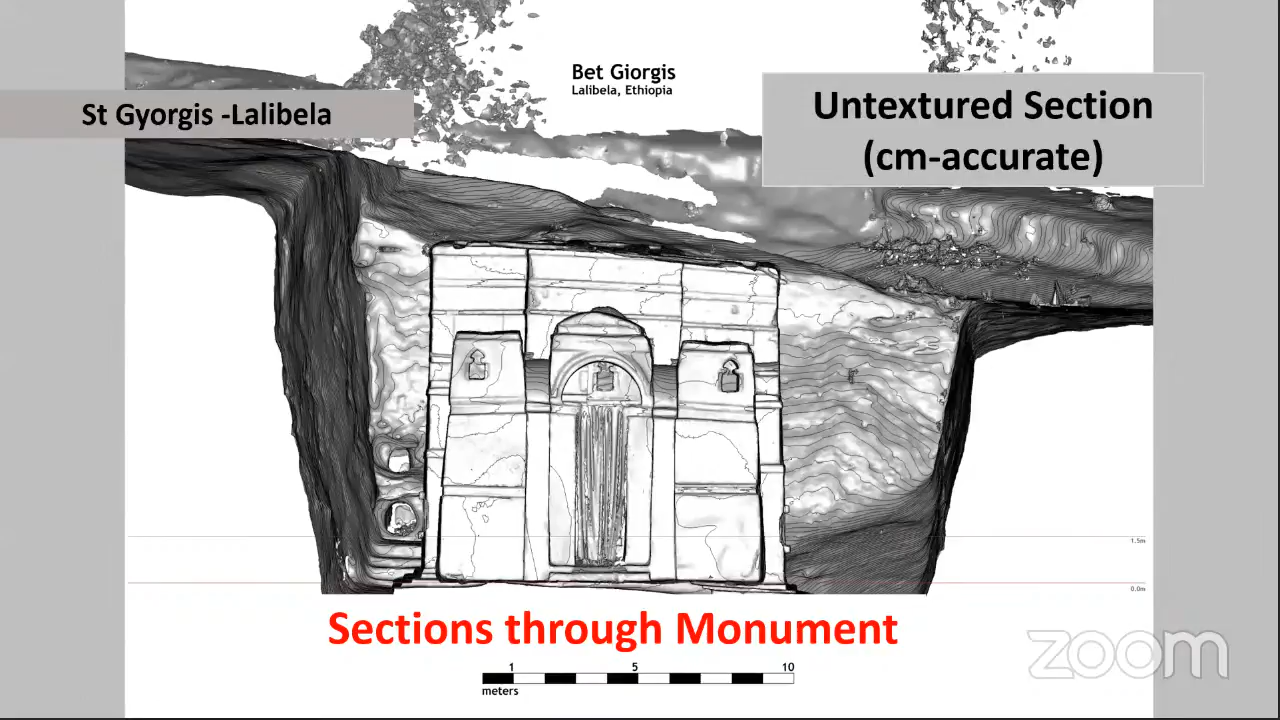 Bet Giorgis
Lalibela, Ethiopia
St Gyorgis -Lalibela
Untextured Section
(cm-accurate)
1.5m
0.0m
Sections through Monument
1 5 10
meters
zoom